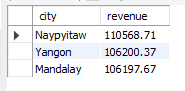 city revenue
Naypyitaw 110568.71
Yangon 106200.37
Mandalay 106197.67